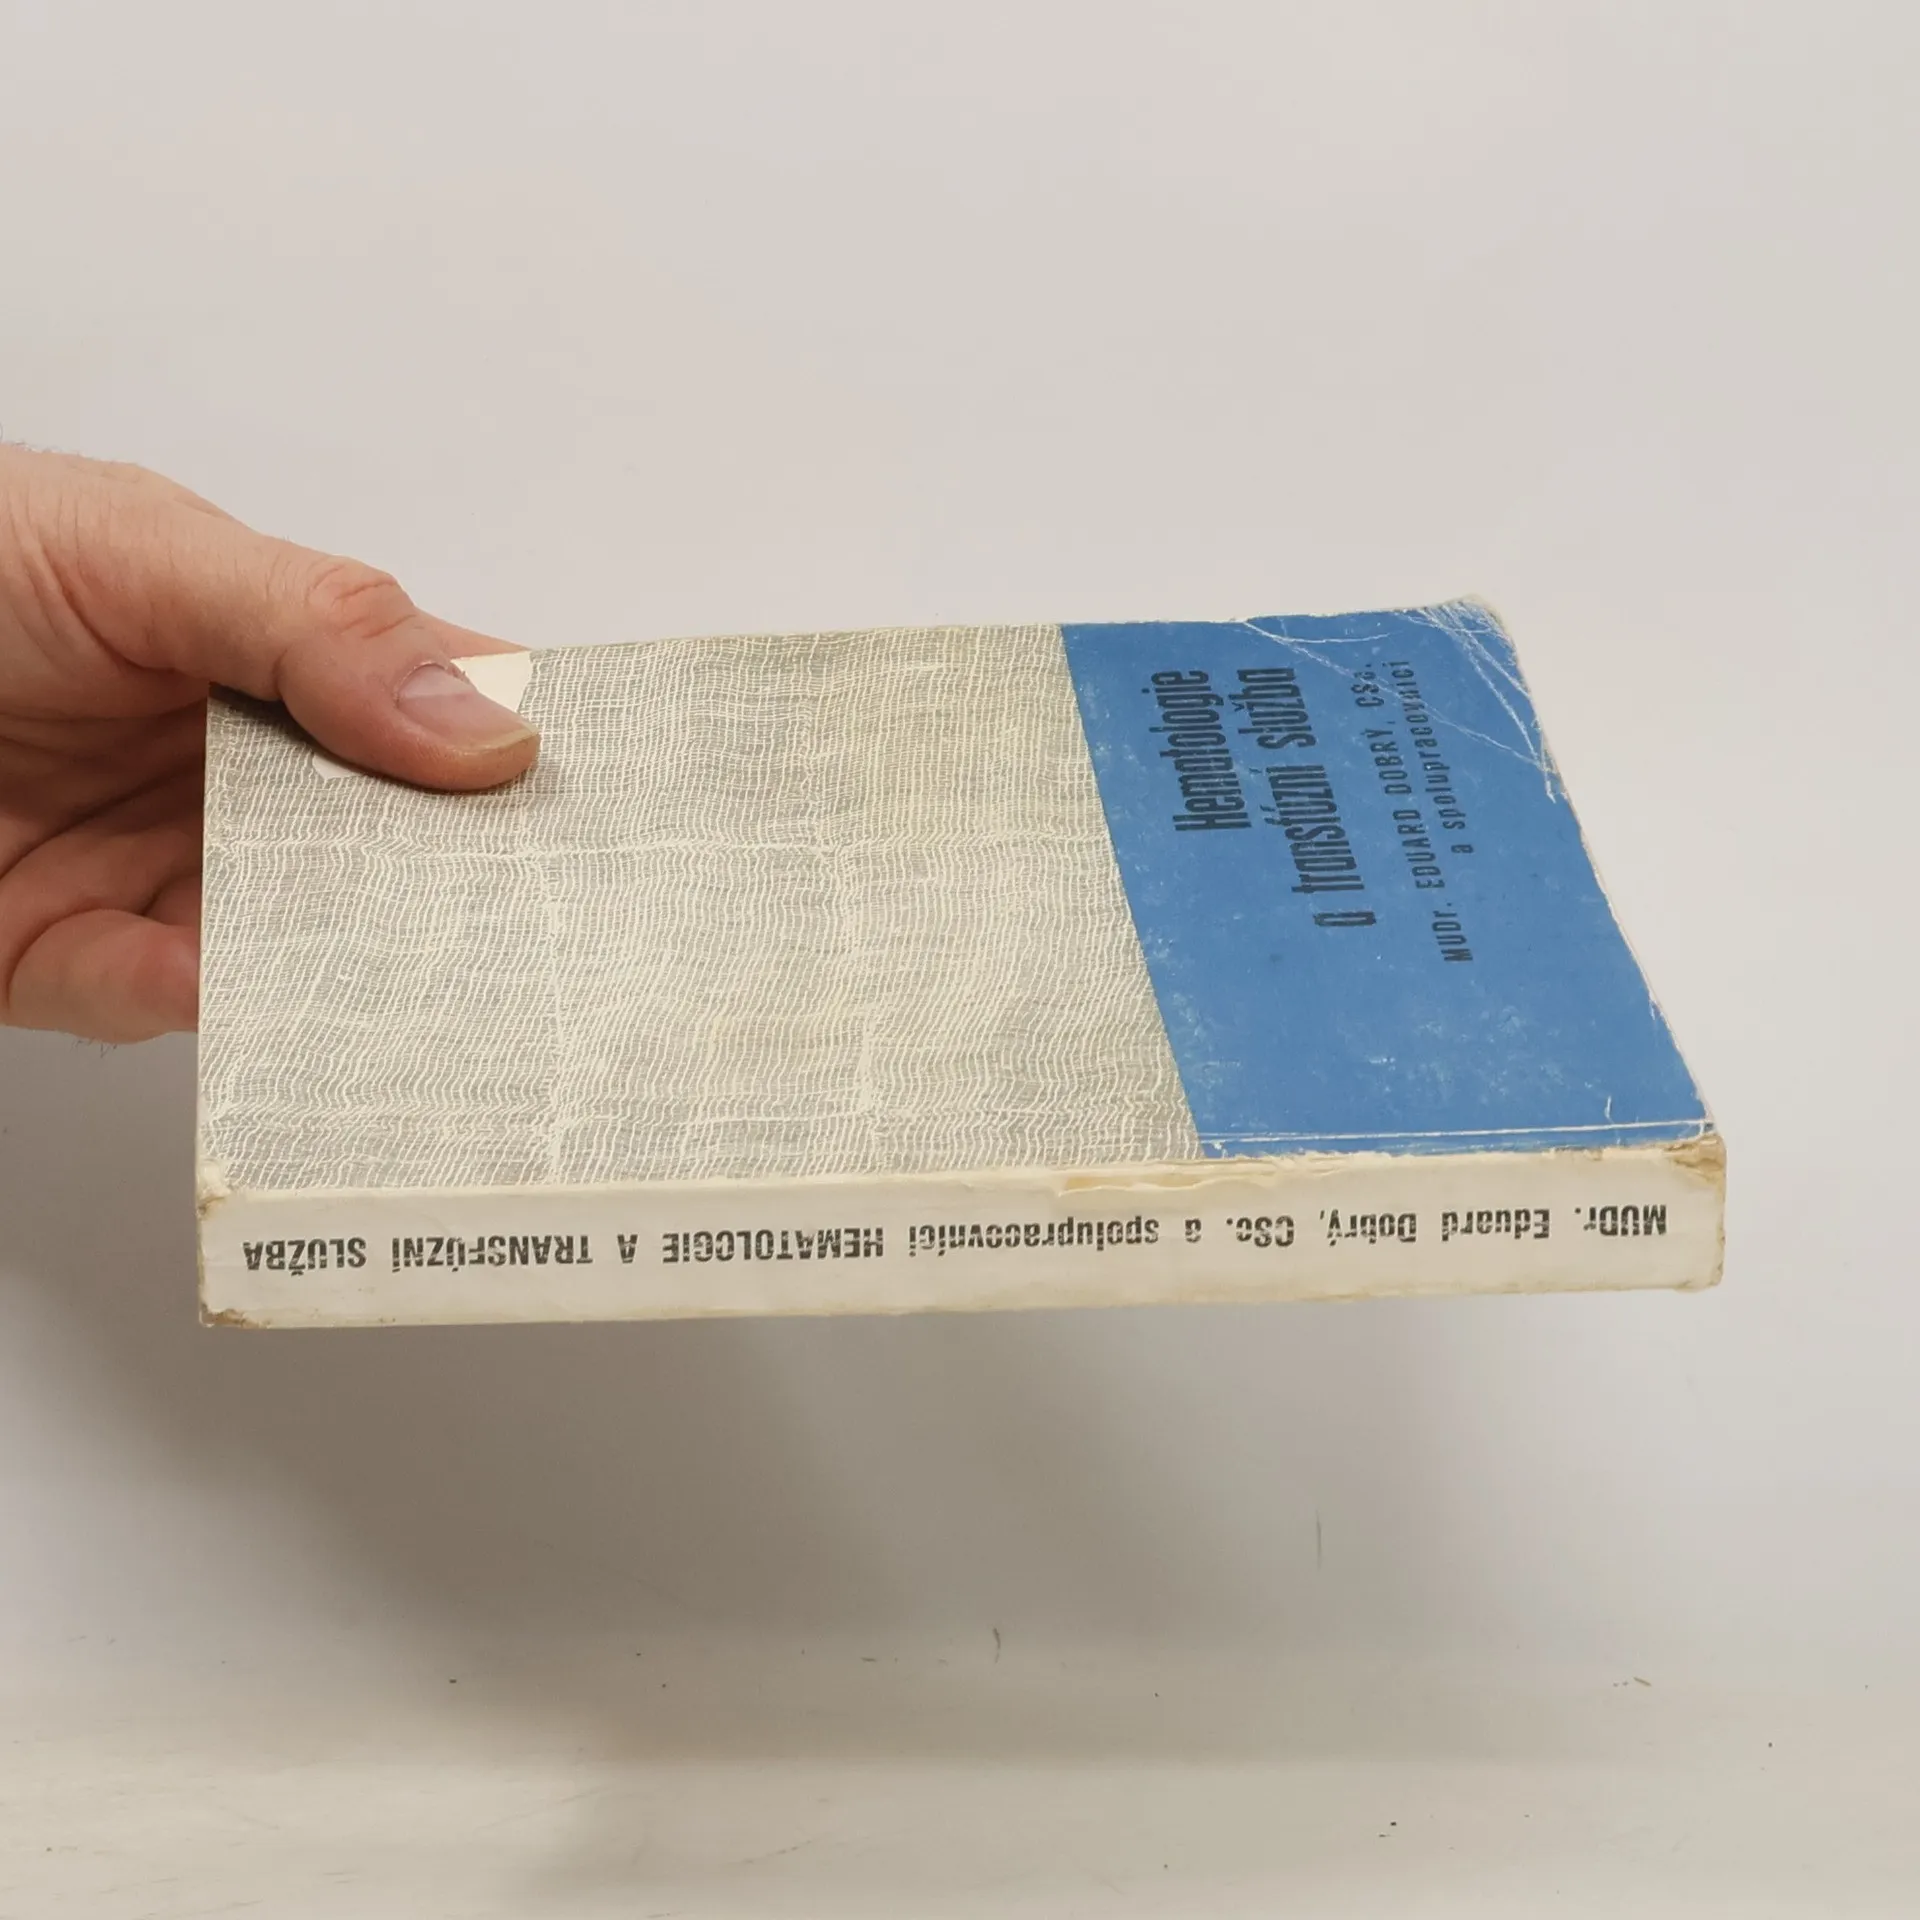 Hematologie
a transfúzní služba
MUDr. EDUARD DOBRÝ, CSc.
a spolupracovníci
MUDr. Eduard Dobrý, CSc. a spolupracovníci HEMATOLOGIE A TRANSFÚZNÍ SLUŽBA